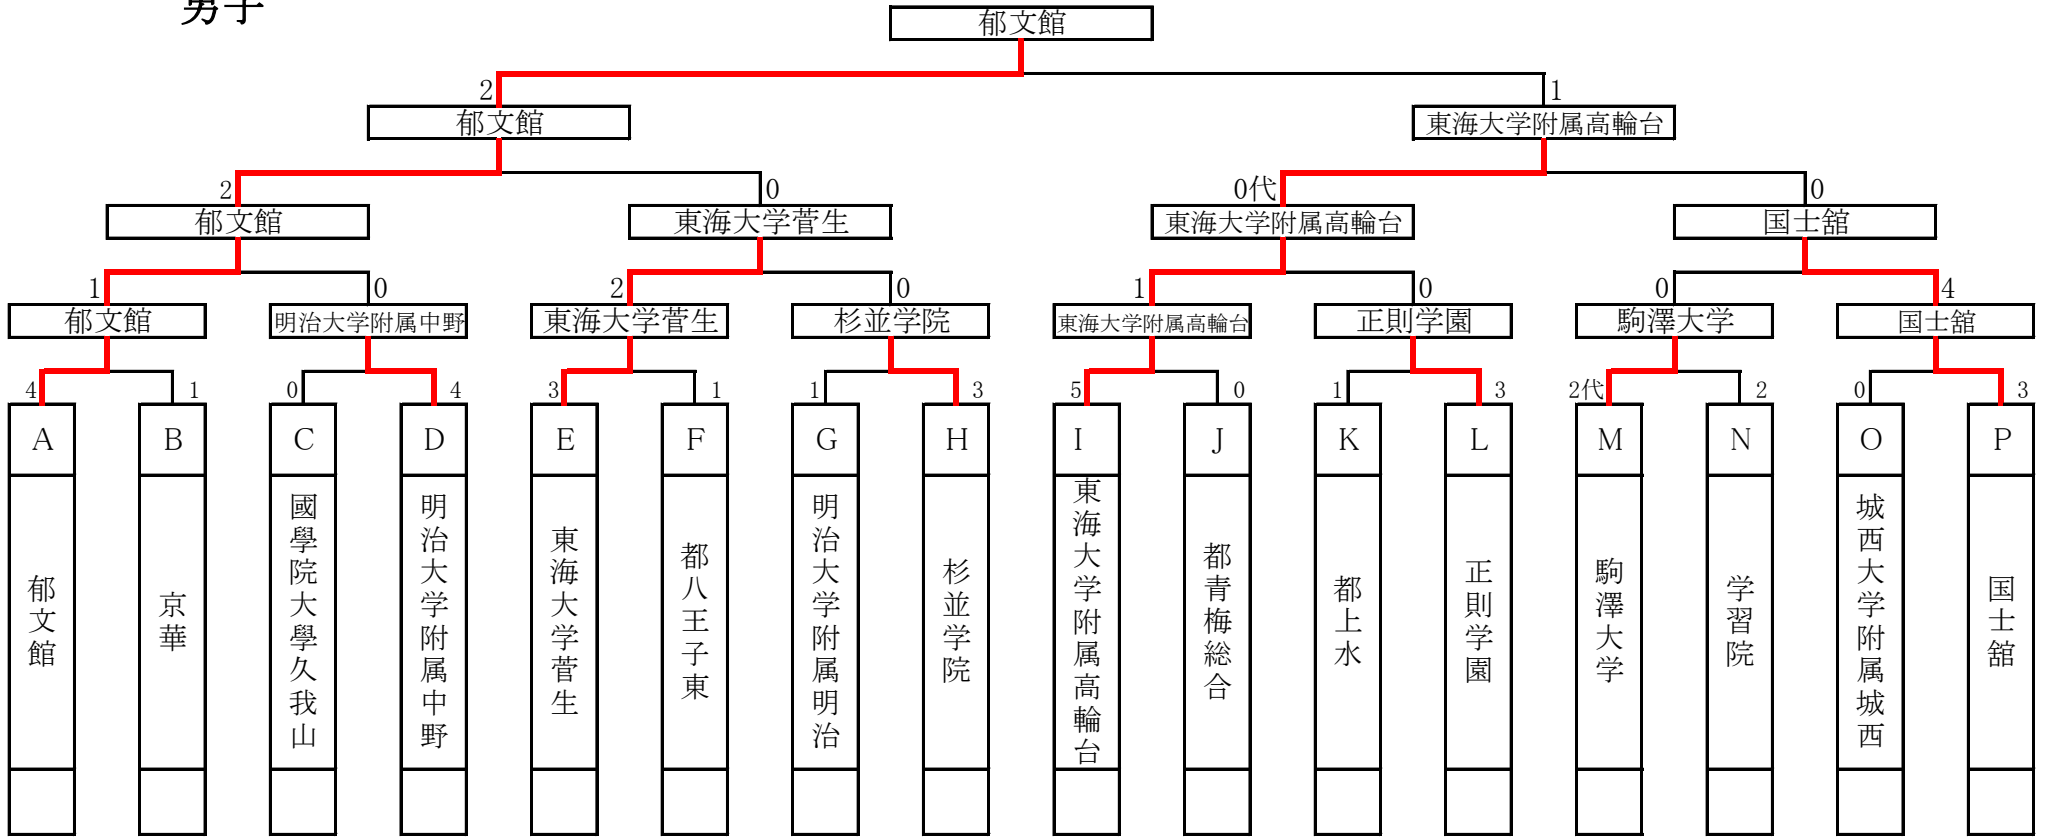 男子
郁文館
2
1
郁文館
東海大学附属高輪台
2
0
0代
0
郁文館
東海大学菅生
東海大学附属高輪台
国士舘
1
0
2
0
1
0
0
4
郁文館
明治大学附属中野
東海大学菅生
杉並学院
東海大学附属高輪台
正則学園
駒澤大学
国士舘
4
1
0
4
3
1
1
3
5
0
1
3
2代
2
0
3
A
B
C
D
E
F
G
H
I
J
K
L
M
N
O
P
郁文館
京華
國學院大學久我山
明治大学附属中野
東海大学菅生
都八王子東
明治大学附属明治
杉並学院
東海大学附属高輪台
都青梅総合
都上水
正則学園
駒澤大学
学習院
城西大学附属城西
国士舘